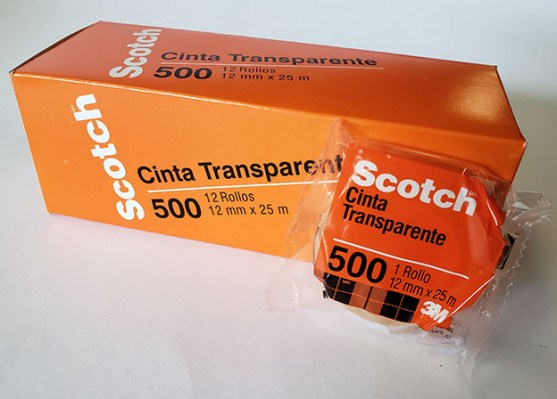 Scotch
Cinta Transparente
500
12 Rollos
12 mm x 25 m
Scotch
Cinta Transparent
500
12 Rollos
12 mm x 25 m
Scotch
Cinta
Transparente
500
1 Rollo
12 mm x 25 m
3M